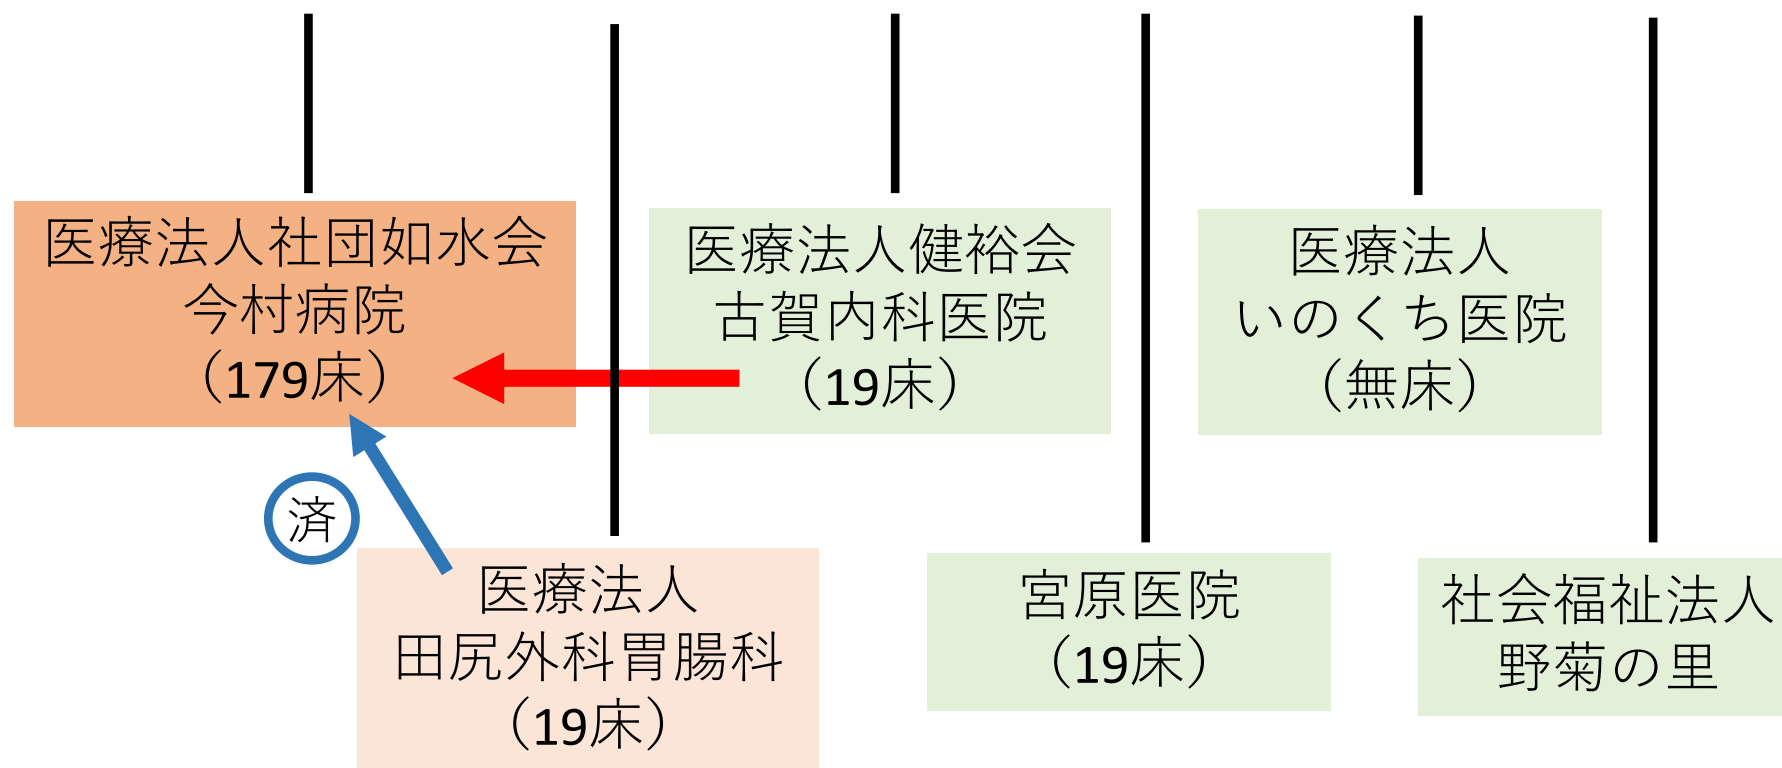 医療法人社団如水会
今村病院
（179床）
医療法人健裕会
古賀内科医院
（19床）
医療法人
いのくち医院
（無床）
済
医療法人
田尻外科胃腸科
（19床）
宮原医院
（19床）
社会福祉法人
野菊の里